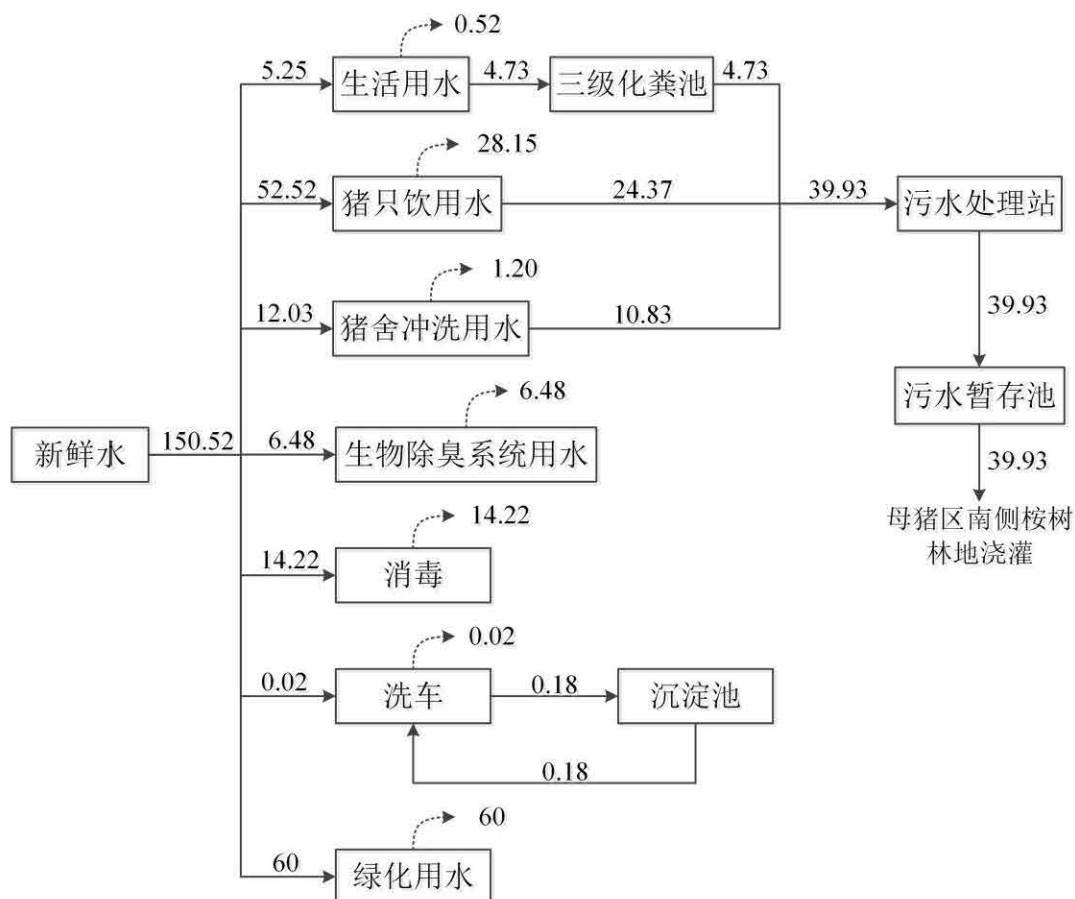 0.52
5.25
生活用水
4.73
三级化粪池
4.73
28.15
52.52
猪只饮用水
24.37
39.93
污水处理站
1.20
12.03
猪舍冲洗用水
10.83
39.93
污水暂存池
6.48
新鲜水
150.52
6.48
生物除臭系统用水
39.93
母猪区南侧桉树
林地浇灌
14.22
14.22
消毒
0.02
0.02
洗车
0.18
沉淀池
0.18
60
60
绿化用水